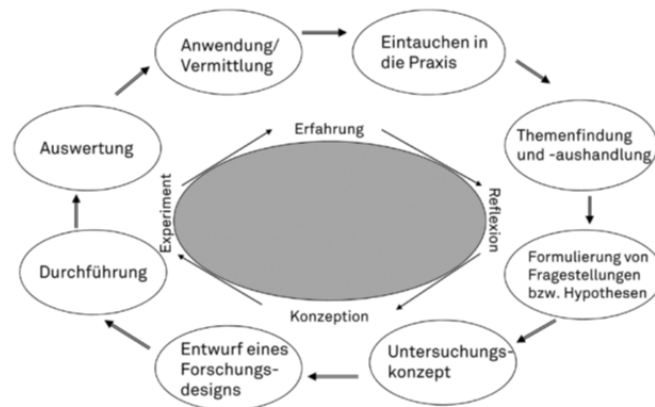 Anwendung/
Vermittlung
Eintauchen in
die Praxis
Themenfindung
und -aushandlung/
Formulierung von
Fragestellungen
bzw. Hypothesen
Untersuchungs-
konzept
Entwurf eines
Forschungs-
designs
Durchführung
Auswertung
Erfahrung
Reflexion
Konzeption
Experiment